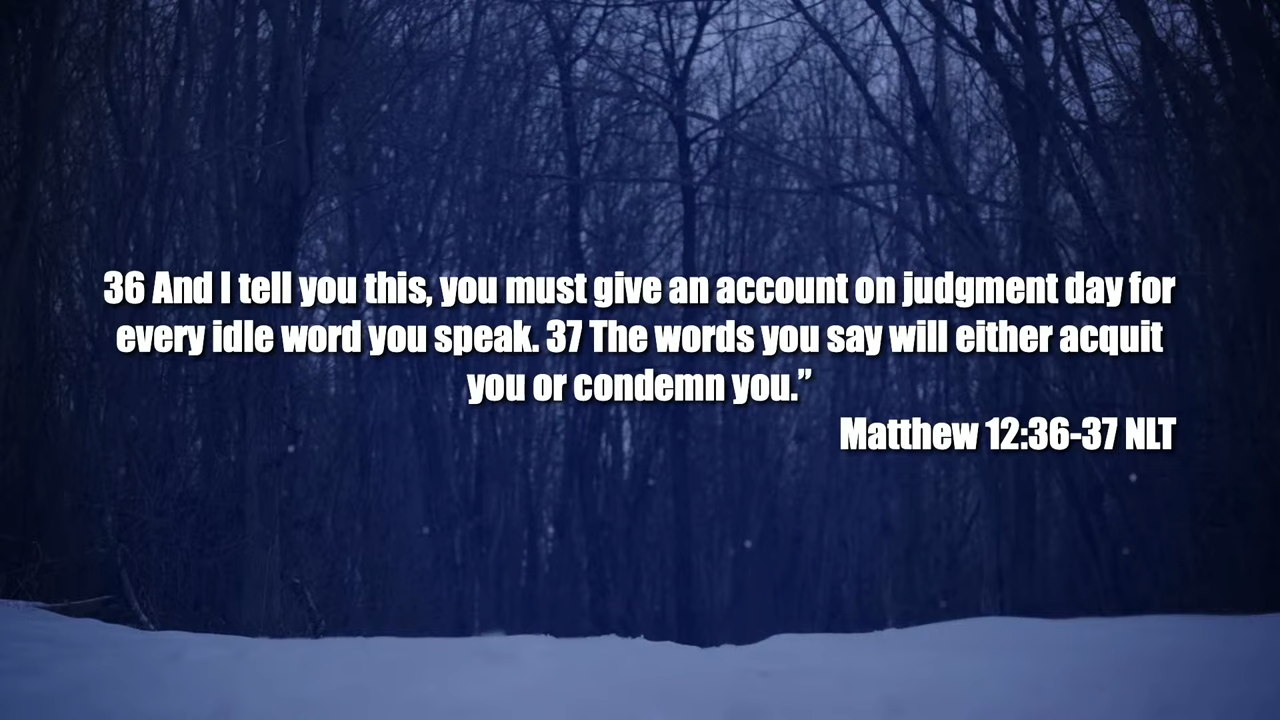 36 And I tell you this, you must give an account on judgment day for
every idle word you speak. 37 The words you say will either acquit
you or condemn you.”
Matthew 12:36-37 NLT